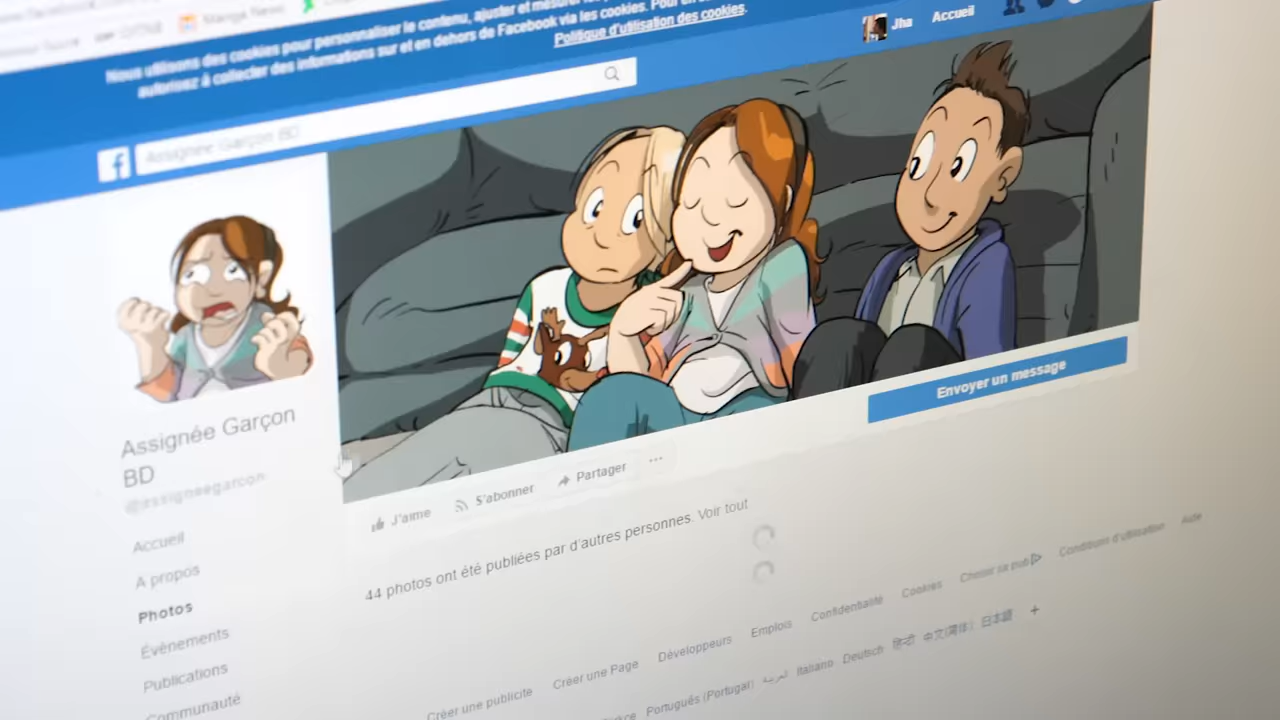 Manga News
Nous utilisons des cookies pour personnaliser le contenu, ajuster et mesurer
autorisez à collecter des informations sur et en dehors de Facebook via les cookies. Pour en
Politique d'utilisation des cookies.
Jha
Accueil
Assignée Garçon BD
Assignée Garçon
BD
@assigneegarcon
Accueil
À propos
Photos
Évènements
Publications
Communauté
Envoyer un message
J'aime
S'abonner
Partager
44 photos ont été publiées par d'autres personnes. Voir tout
Créer une publicité
Créer une Page
Développeurs
Emplois
Confidentialité
Cookies
Choisir sa pub
Conditions d'utilisation
Aide
Português (Portugal)
العربية
Italiano
Deutsch
हिन्दी
中文(简体)
日本語
+